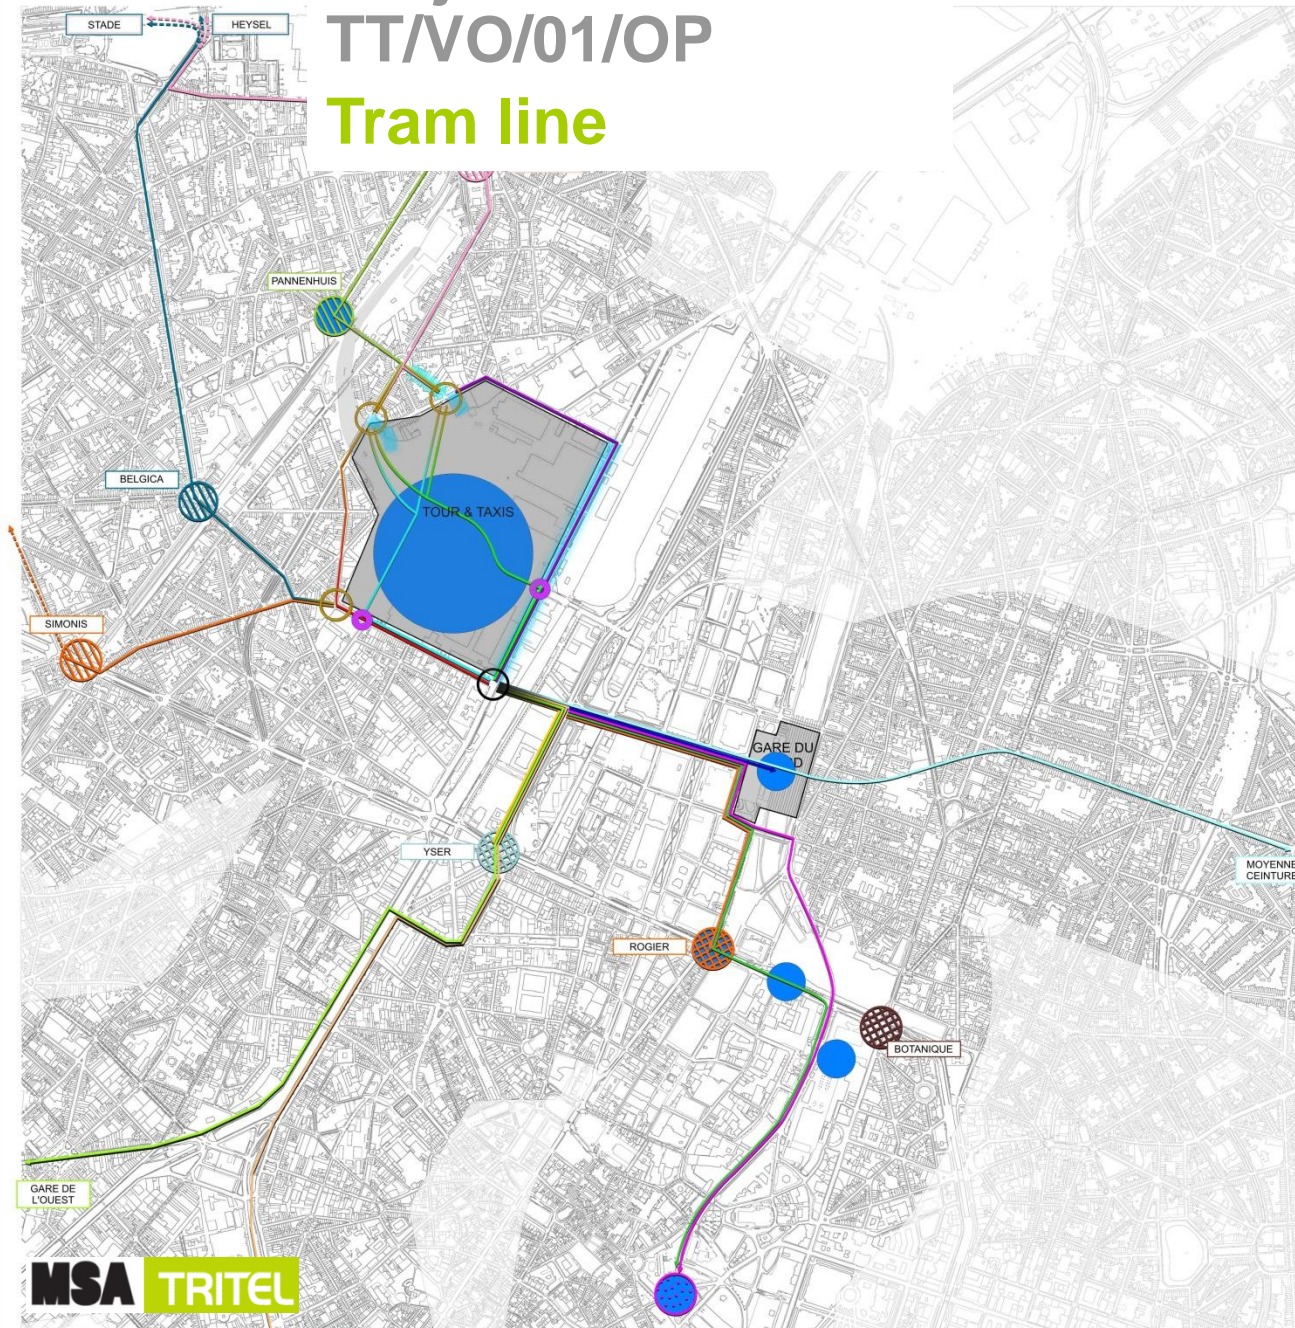 TT/VO/01/OP
Tram line
STADE
HEYSEL
PANNENHUIS
BELGICA
TOUR & TAXIS
SIMONIS
GARE DU
YSER
MOYENNE
CEINTURE
ROGIER
BOTANIQUE
GARE DE
L'OUEST
MSA TRITEL